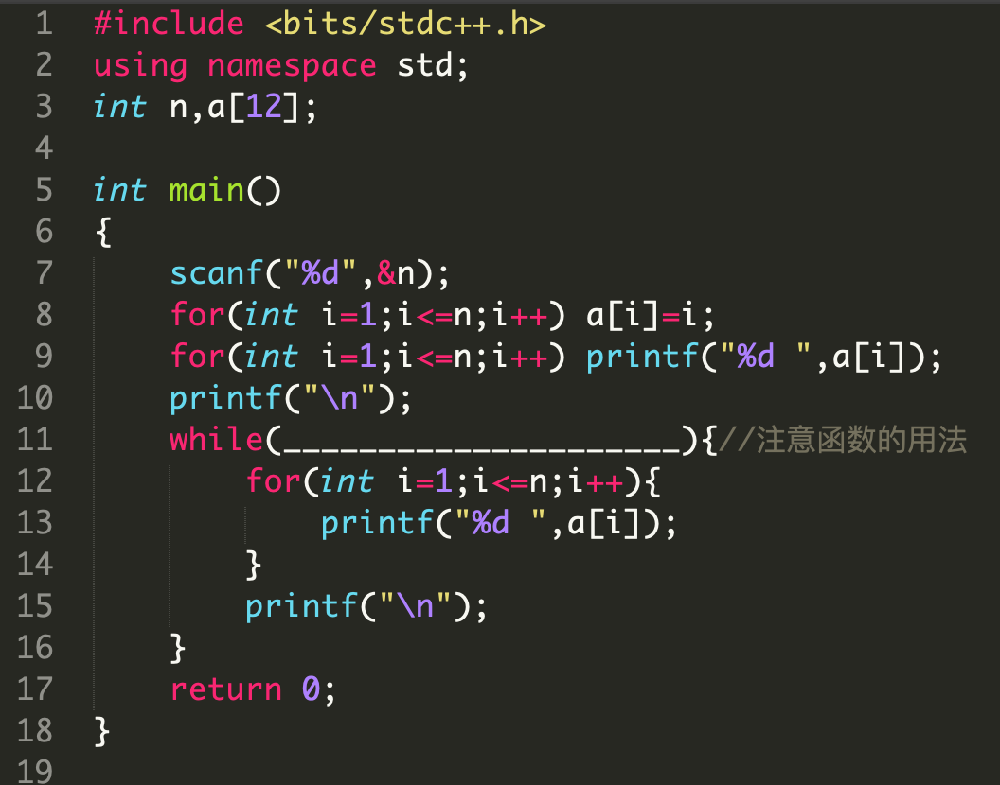 1 #include <bits/stdc++.h>
2 using namespace std;
3 int n,a[12];
4
5 int main()
6 {
7     scanf("%d",&n);
8     for(int i=1;i<=n;i++) a[i]=i;
9     for(int i=1;i<=n;i++) printf("%d ",a[i]);
10     printf("\n");
11     while(_____________________){//注意函数的用法
12         for(int i=1;i<=n;i++){
13             printf("%d ",a[i]);
14         }
15         printf("\n");
16     }
17     return 0;
18 }
19